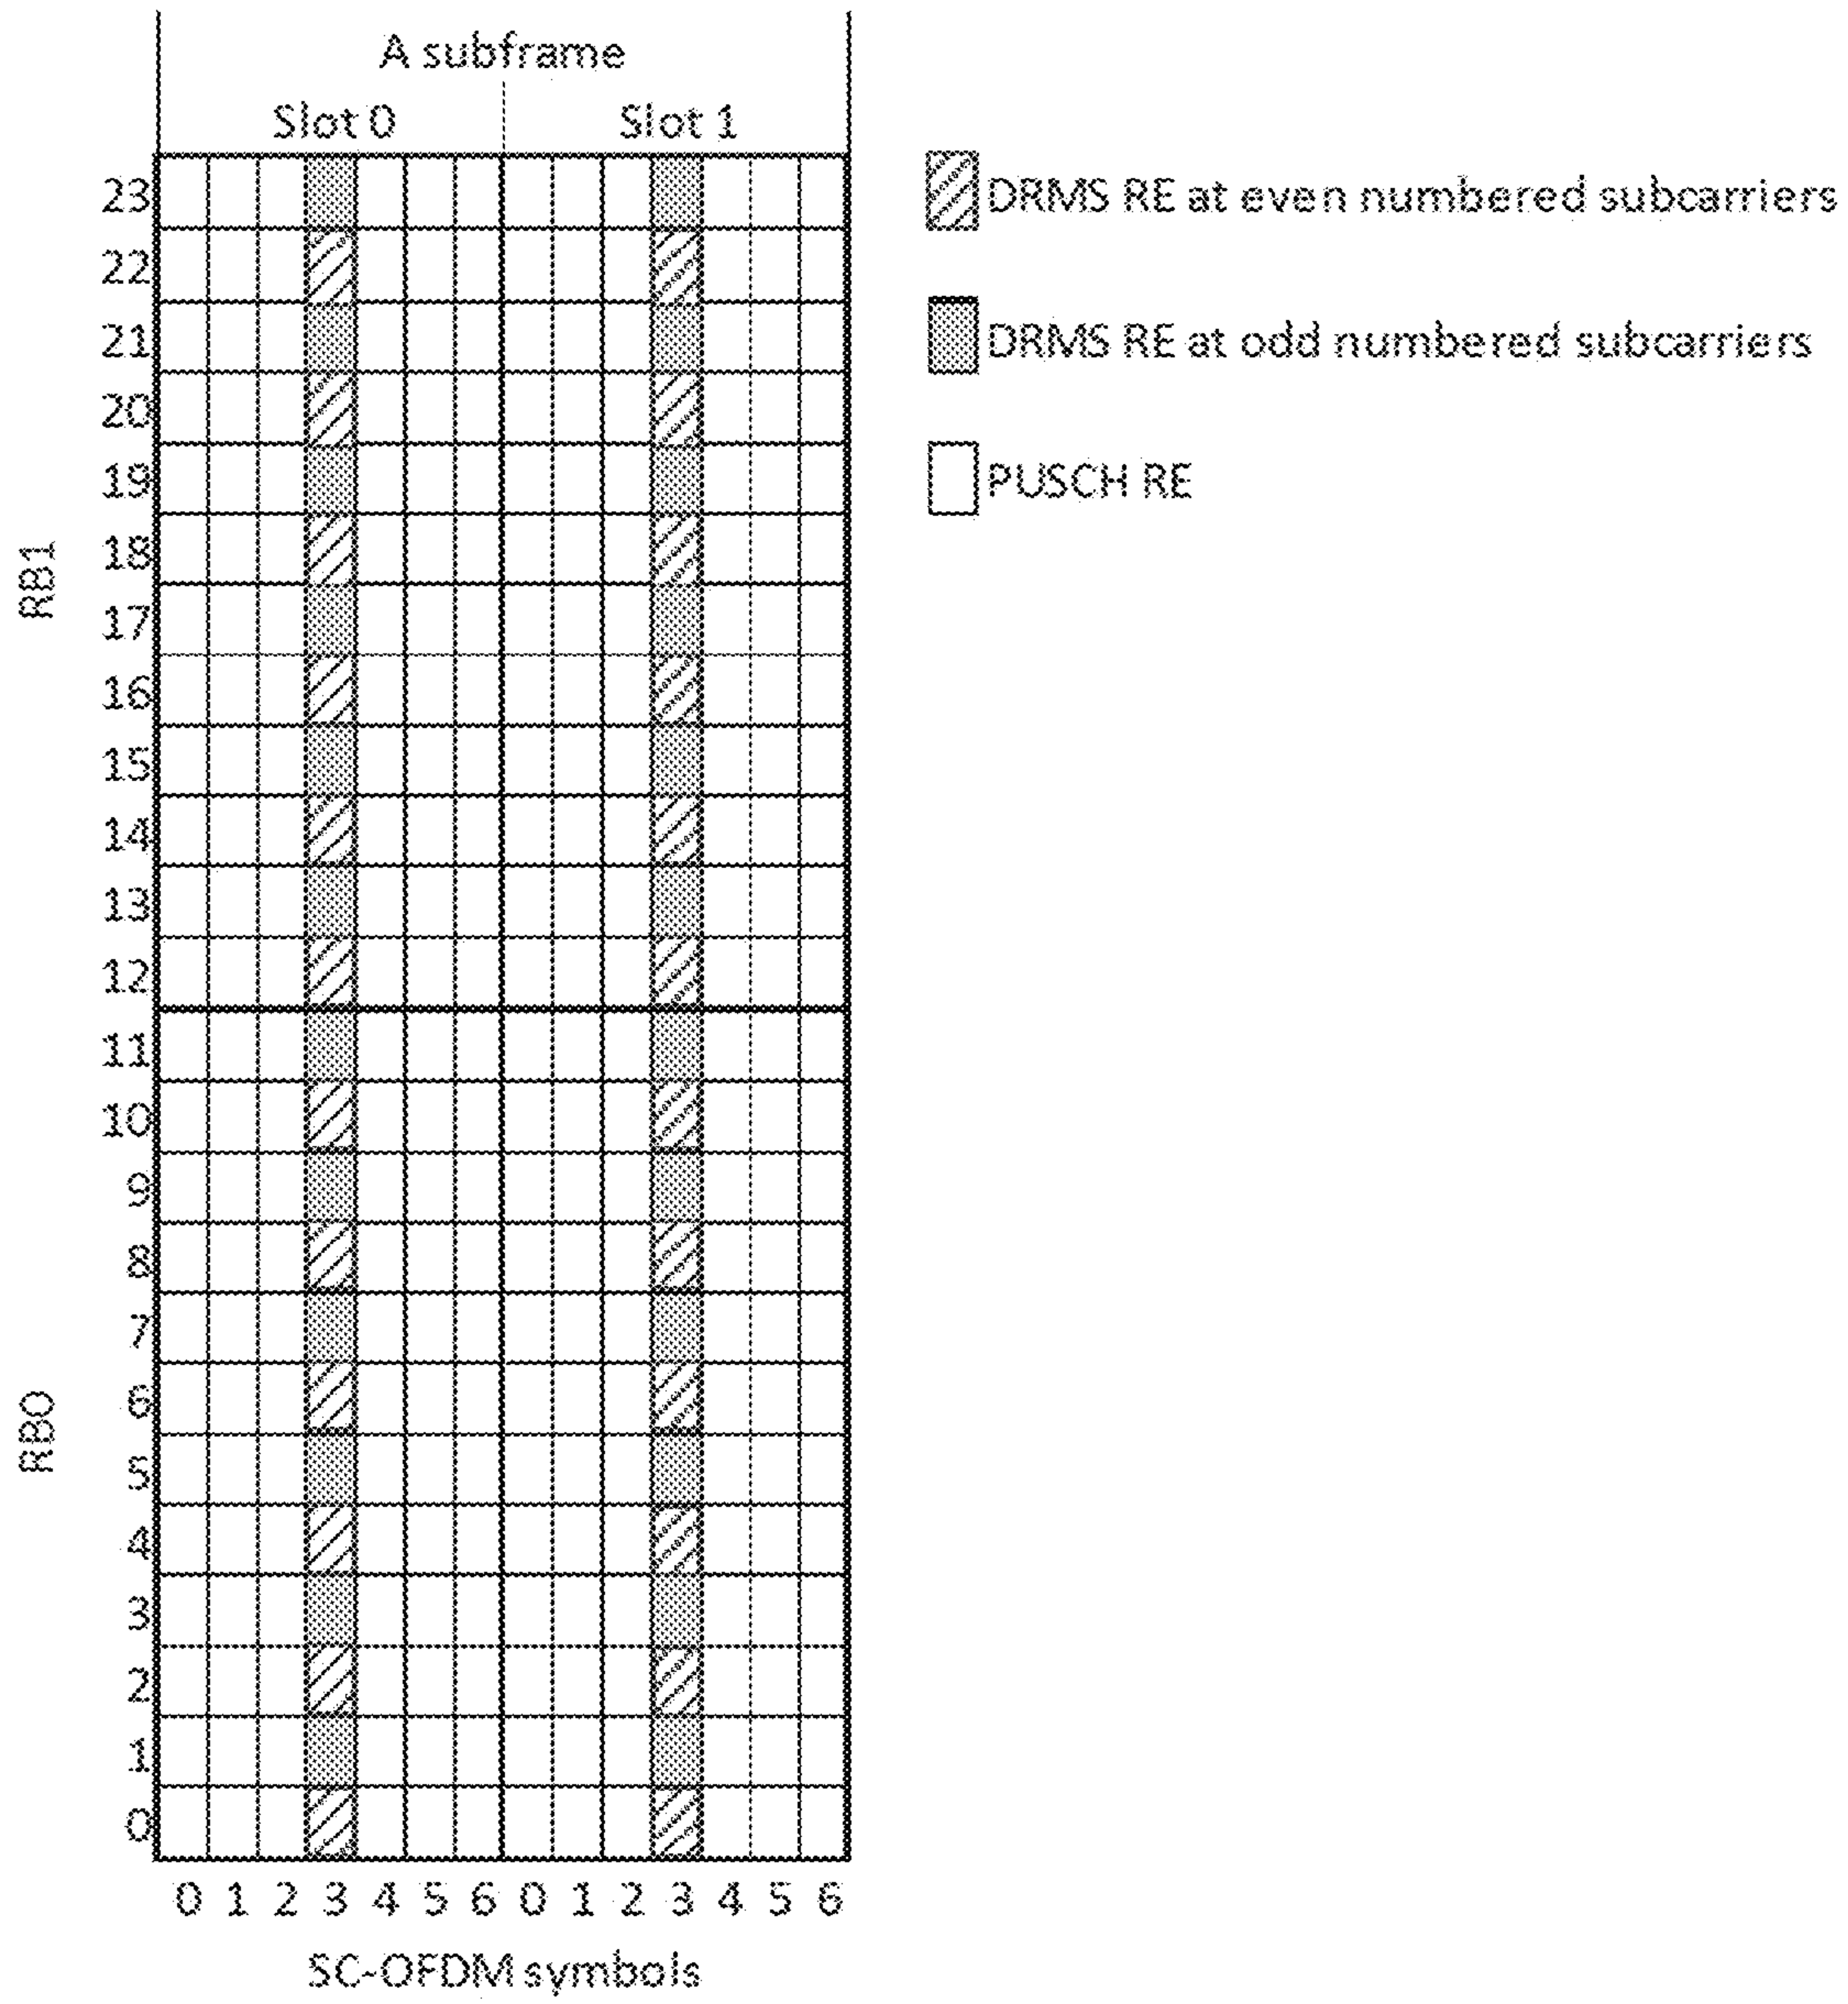 A subframe
Slot 0 Slot 1
DRMS RE at even numbered subcarriers
DRMS RE at odd numbered subcarriers
PUSCH RE
RB1
23
22
21
20
19
18
17
16
15
14
13
12
RB0
11
10
9
8
7
6
5
4
3
2
1
0
0 1 2 3 4 5 6 0 1 2 3 4 5 6
SC-OFDM symbols